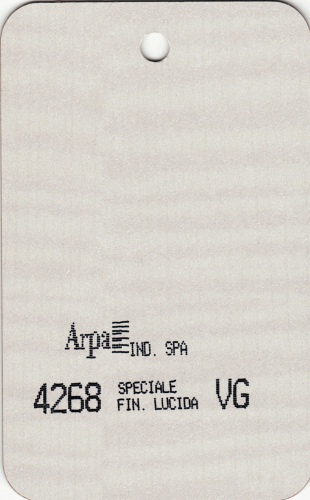 Arpa IND. SPA
4268 SPECIALE FIN. LUCIDA VG